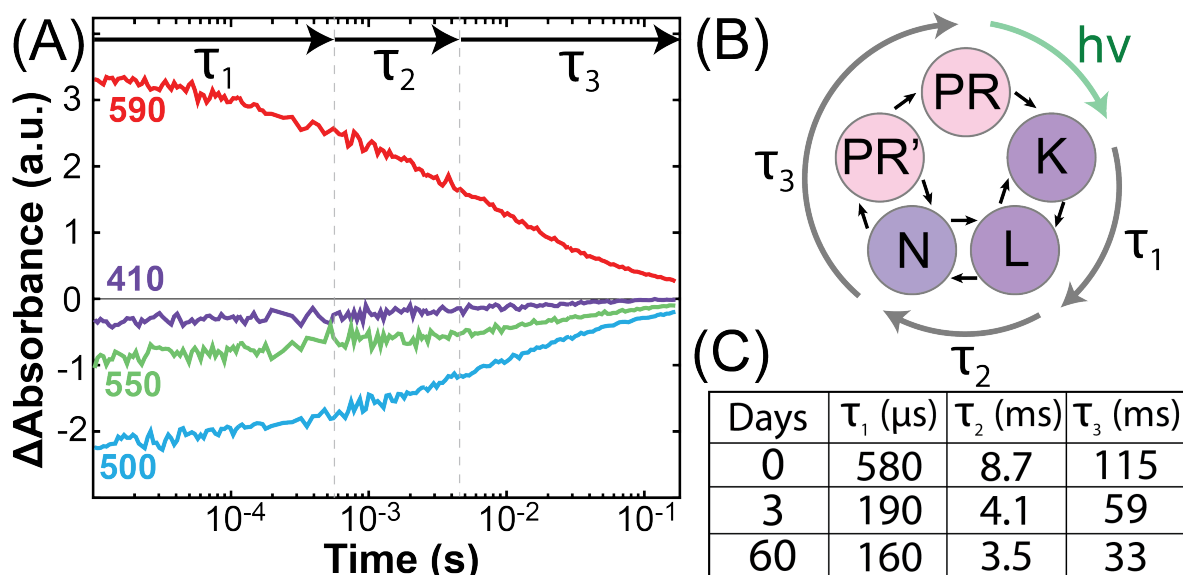 (A)
τ₁ τ₂ τ₃
590
410
550
500
3
2
1
0
-1
-2
ΔAbsorbance (a.u.)
10⁻⁴ 10⁻³ 10⁻² 10⁻¹
Time (s)
(B)
hν
PR
PR’ K
N L
τ₃
τ₁
τ₂
(C)
Days τ₁ (µs) τ₂ (ms) τ₃ (ms)
0 580 8.7 115
3 190 4.1 59
60 160 3.5 33